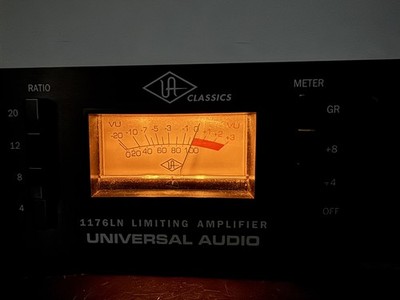 RATIO
20
12
8
4
UA
CLASSICS
VU VU
-20 -10 -7 -5 -3 -1 0 +1 +2 +3
0 20 40 60 80 100
UA
1176LN LIMITING AMPLIFIER
UNIVERSAL AUDIO
METER
GR
+8
+4
OFF